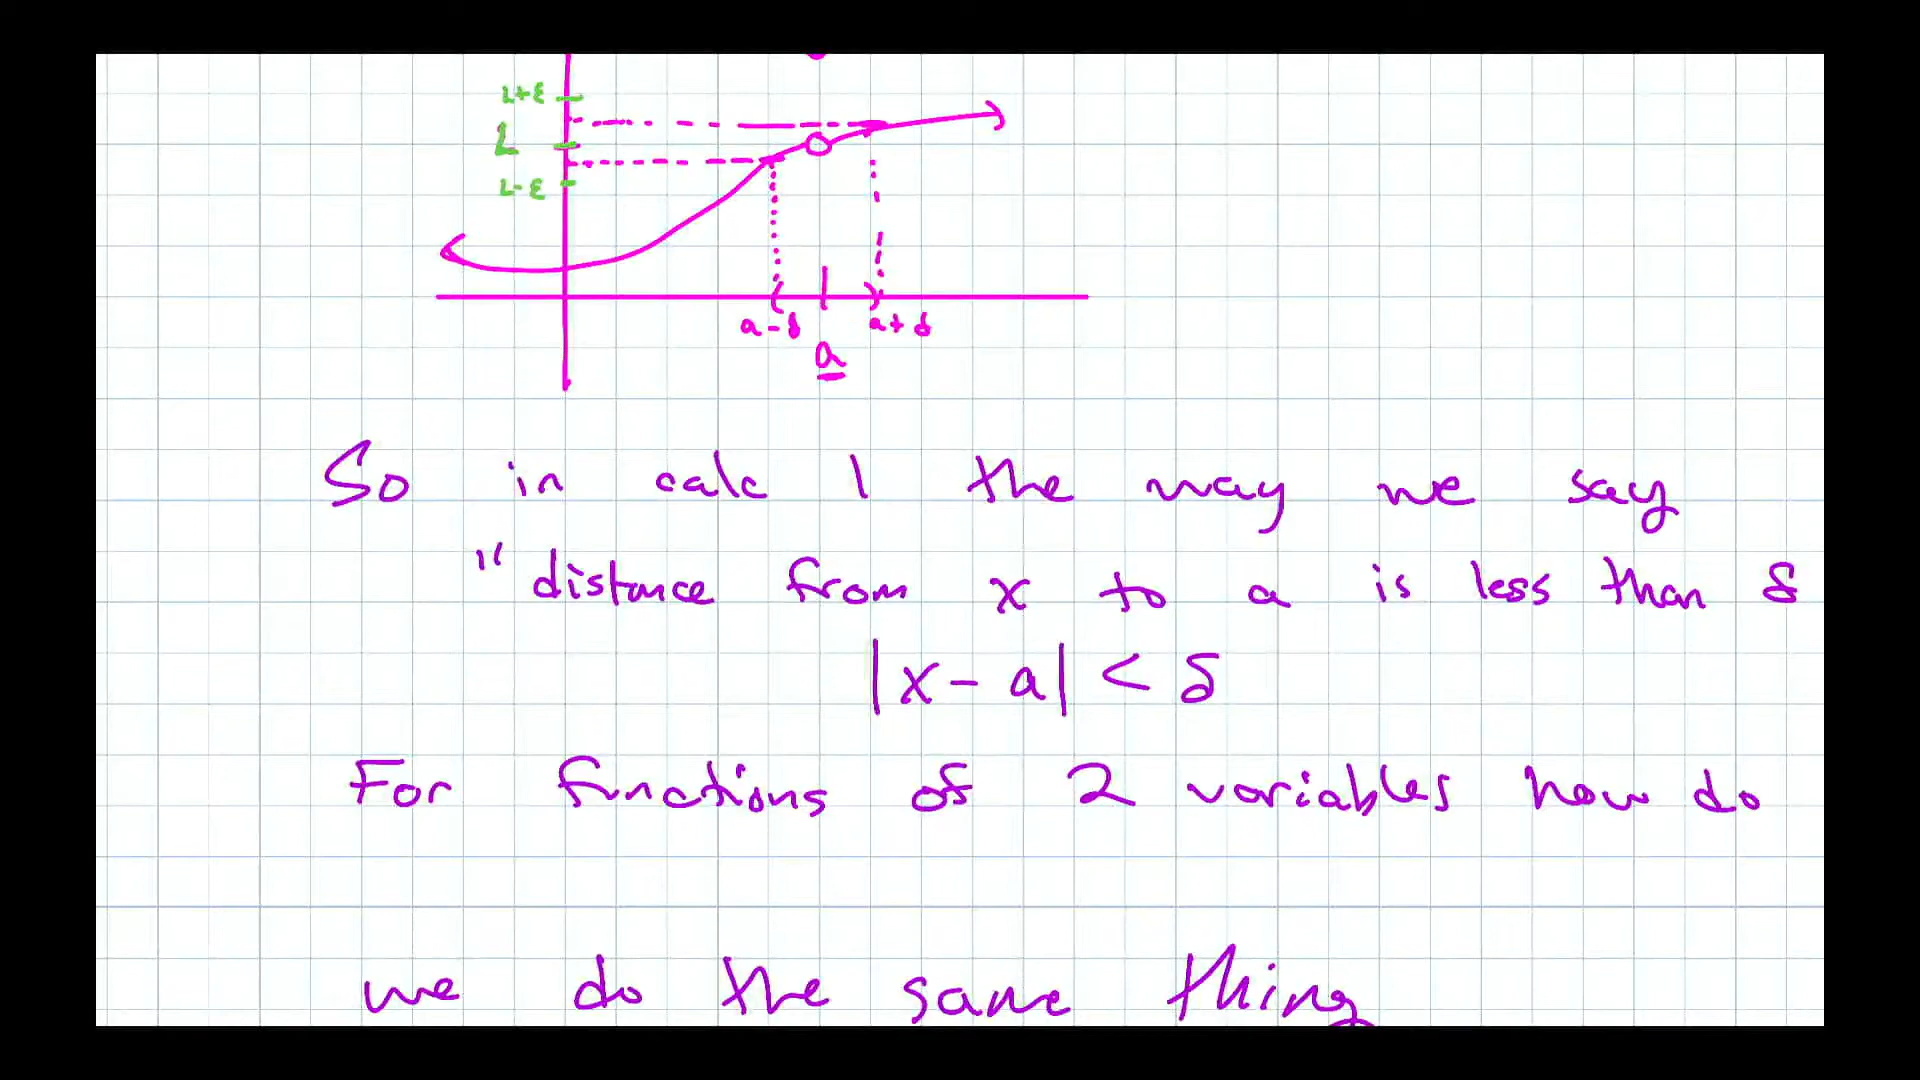 L+ε
L
L-ε
a-δ
a+δ
a
So in calc 1 the way we say
"distance from x to a is less than δ
|x-a| < δ
For functions of 2 variables how do
we do the same thing